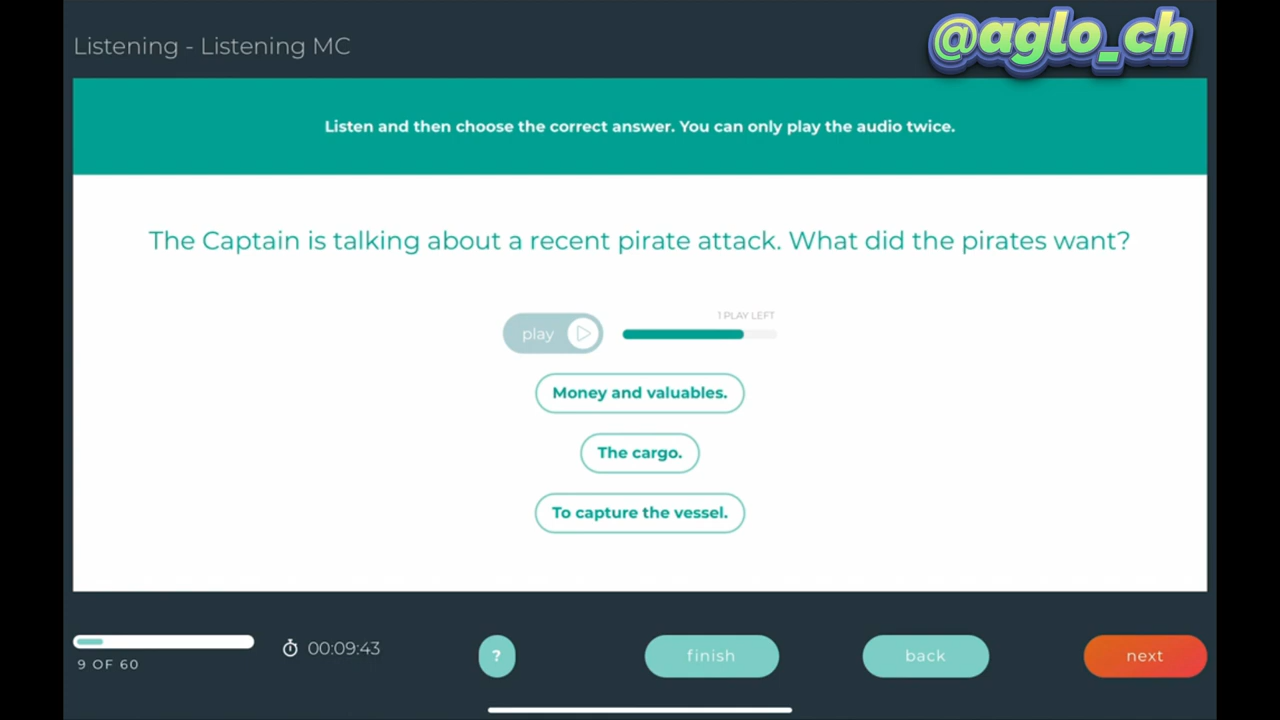 Listening - Listening MC
@aglo_ch
Listen and then choose the correct answer. You can only play the audio twice.
The Captain is talking about a recent pirate attack. What did the pirates want?
1 PLAY LEFT
play
Money and valuables.
The cargo.
To capture the vessel.
9 OF 60
00:09:43
?
finish
back
next